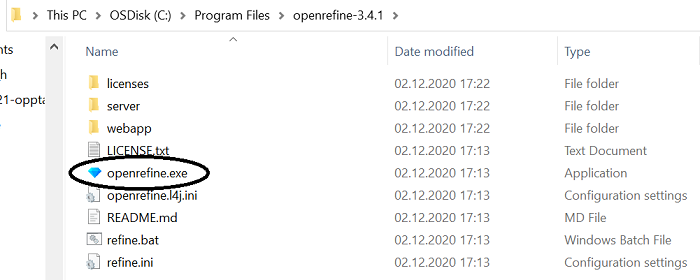 This PC > OSDisk (C:) > Program Files > openrefine-3.4.1 >
Name Date modified Type
nts
_h
21-oppta
licenses 02.12.2020 17:22 File folder
server 02.12.2020 17:22 File folder
webapp 02.12.2020 17:22 File folder
LICENSE.txt 02.12.2020 17:13 Text Document
openrefine.exe 02.12.2020 17:13 Application
openrefine.l4j.ini 02.12.2020 17:13 Configuration settings
README.md 02.12.2020 17:13 MD File
refine.bat 02.12.2020 17:13 Windows Batch File
refine.ini 02.12.2020 17:13 Configuration settings